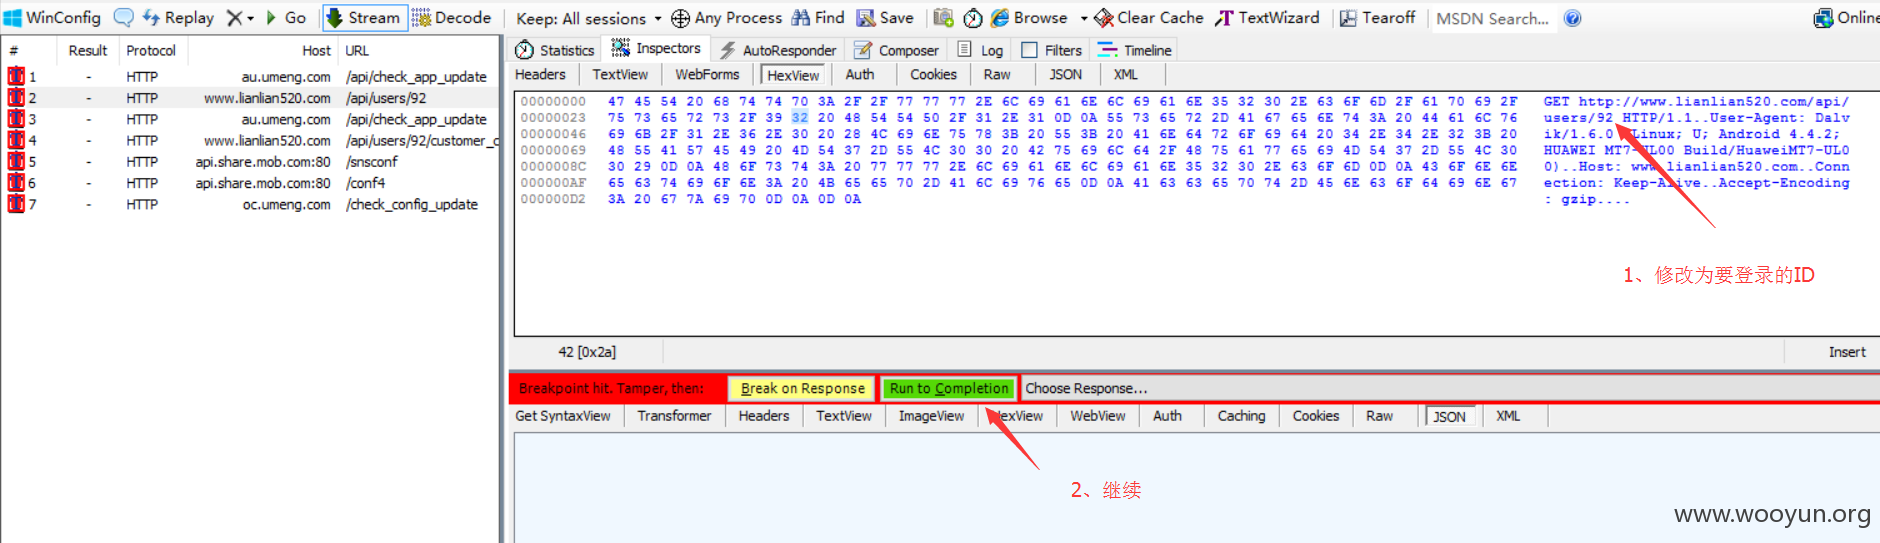 WinConfig Replay Go Stream Decode Keep: All sessions Any Process Find Save Browse Clear Cache TextWizard Tearoff MSDN Search... Online
# Result Protocol Host URL
1 - HTTP au.umeng.com /api/check_app_update
2 - HTTP www.lianlian520.com /api/users/92
3 - HTTP au.umeng.com /api/check_app_update
4 - HTTP www.lianlian520.com /api/users/92/customer_c
5 - HTTP api.share.mob.com:80 /snsconf
6 - HTTP api.share.mob.com:80 /conf4
7 - HTTP oc.umeng.com /check_config_update
Statistics Inspectors AutoResponder Composer Log Filters Timeline
Headers TextView WebForms HexView Auth Cookies Raw JSON XML
00000000 47 45 54 20 68 74 74 70 3A 2F 2F 77 77 77 2E 6C 69 61 6E 6C 69 61 6E 35 32 30 2E 63 6F 6D 2F 61 70 69 2F GET http://www.lianlian520.com/api/
00000023 75 73 65 72 73 2F 39 32 20 48 54 54 50 2F 31 2E 31 0D 0A 55 73 65 72 2D 41 67 65 6E 74 3A 20 44 61 6C 76 users/92 HTTP/1.1..User-Agent: Dalv
00000046 69 6B 2F 31 2E 36 2E 30 20 28 4C 69 6E 75 78 3B 20 55 3B 20 41 6E 64 72 6F 69 64 20 34 2E 34 2E 32 3B 20 ik/1.6.0 (Linux; U; Android 4.4.2;
00000069 48 55 41 57 45 49 20 4D 54 37 2D 55 4C 30 30 20 42 75 69 6C 64 2F 48 75 61 77 65 69 4D 54 37 2D 55 4C 30 HUAWEI MT7-UL00 Build/HuaweiMT7-UL0
0000008C 30 29 0D 0A 48 6F 73 74 3A 20 77 77 77 2E 6C 69 61 6E 6C 69 61 6E 35 32 30 2E 63 6F 6D 0D 0A 43 6F 6E 6E 0)..Host: www.lianlian520.com..Conn
000000AF 65 63 74 69 6F 6E 3A 20 4B 65 65 70 2D 41 6C 69 76 65 0D 0A 41 63 63 65 70 74 2D 45 6E 63 6F 64 69 6E 67 ection: Keep-Alive..Accept-Encoding
000000D2 3A 20 67 7A 69 70 0D 0A 0D 0A : gzip....
1、修改为要登录的ID
42 [0x2a] Insert
Breakpoint hit. Tamper, then: Break on Response Run to Completion Choose Response...
Get SyntaxView Transformer Headers TextView ImageView HexView WebView Auth Caching Cookies Raw JSON XML
2、继续
www.wooyun.org